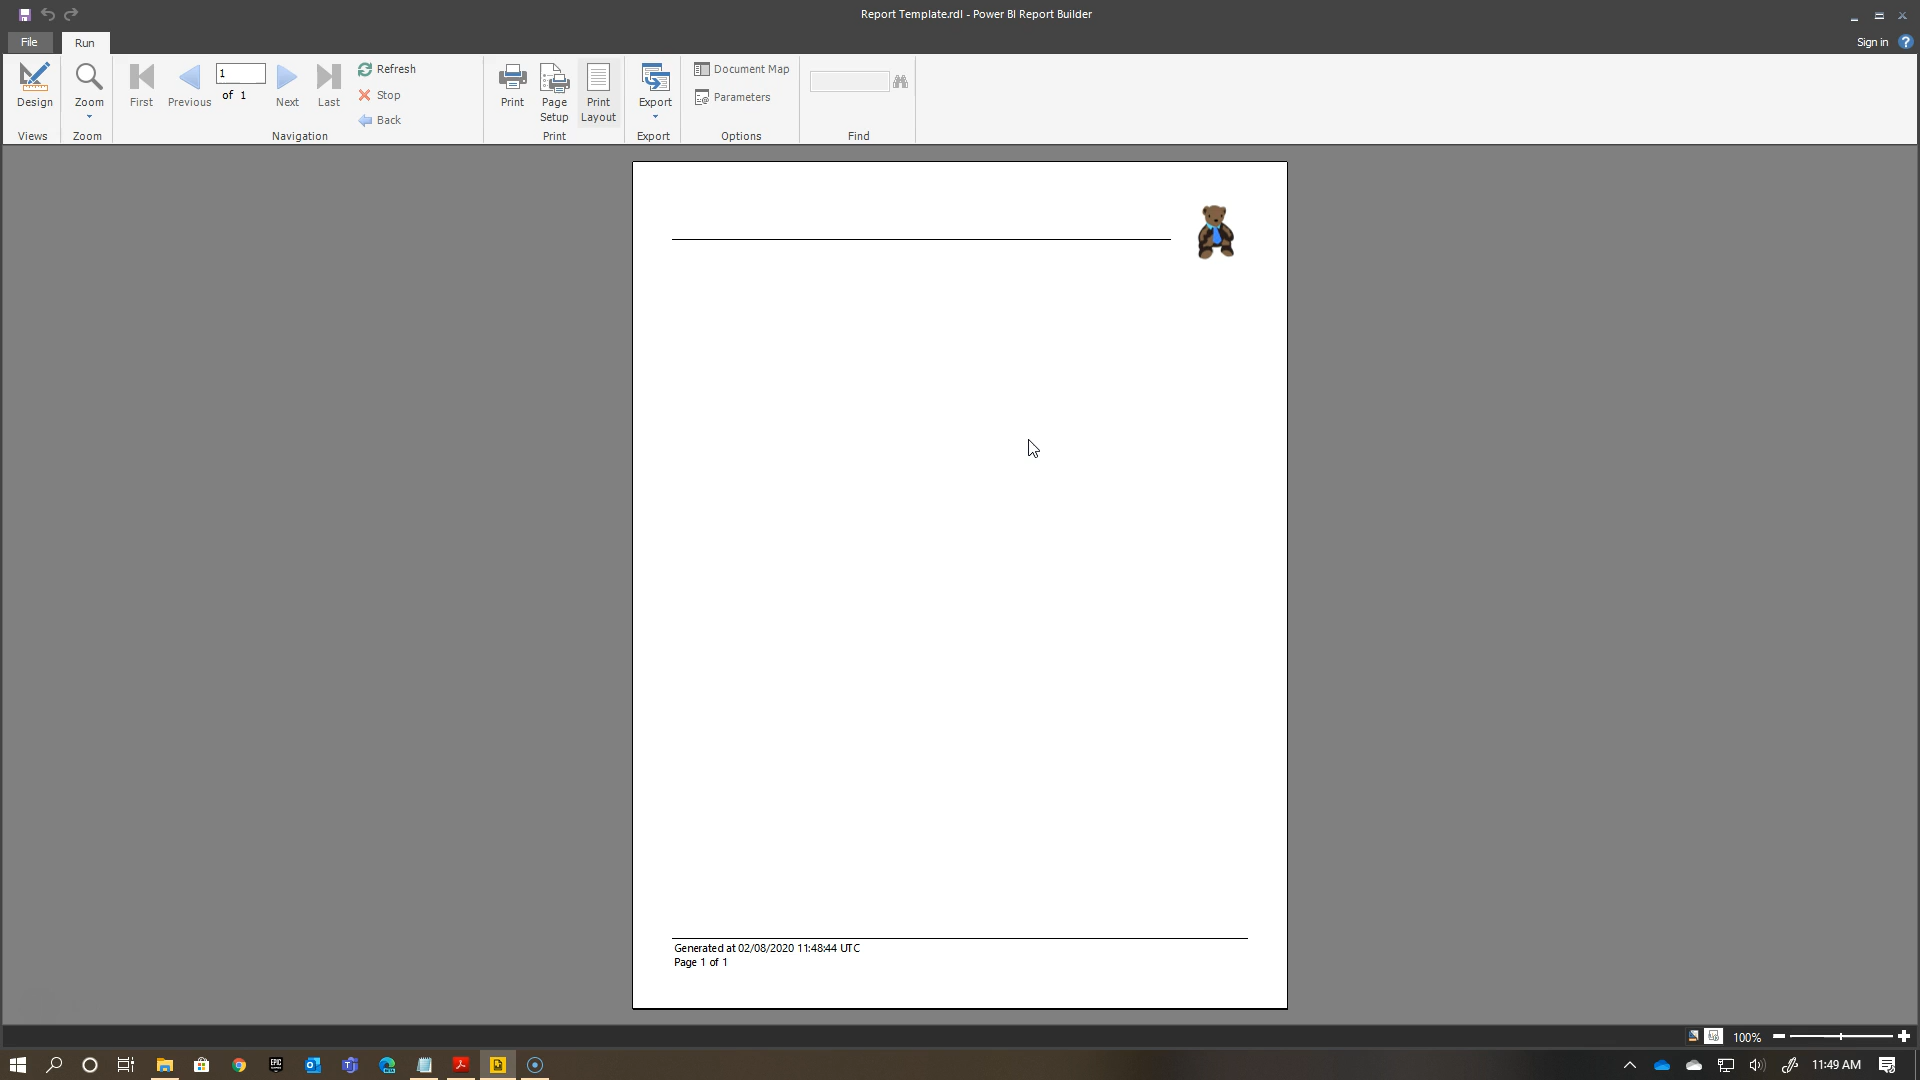 Report Template.rdl - Power BI Report Builder
File
Run
Sign in
?
Design
Zoom
First
Previous
1
of 1
Next
Last
Refresh
Stop
Back
Print
Page
Setup
Print
Layout
Export
Document Map
Parameters
Views
Zoom
Navigation
Print
Export
Options
Find
Generated at 02/08/2020 11:48:44 UTC
Page 1 of 1
100%
EPIC
11:49 AM